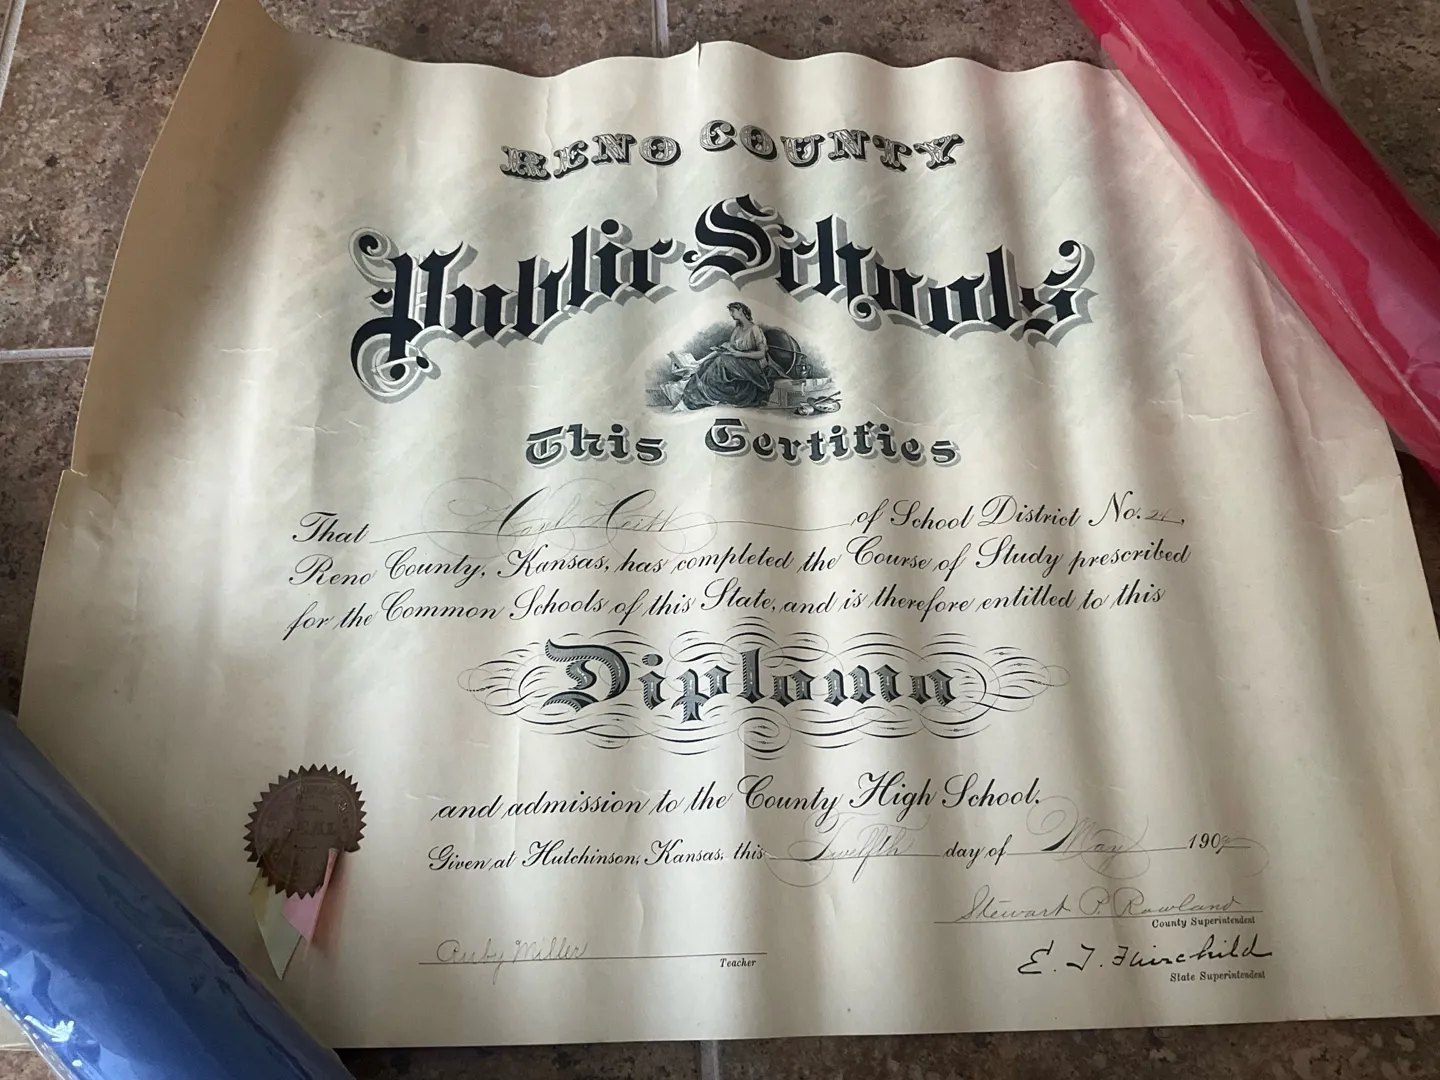 RENO COUNTY
Public Schools
This Certifies
That of School District No. 24,
Reno County, Kansas, has completed the Course of Study prescribed
for the Common Schools of this State, and is therefore entitled to this
Diploma
and admission to the County High School.
Given at Hutchinson, Kansas, this Twelfth day of May 190
SEAL
Stewart P. Rowland
County Superintendent
Ruby Miller
Teacher
E. T. Fairchild
State Superintendent